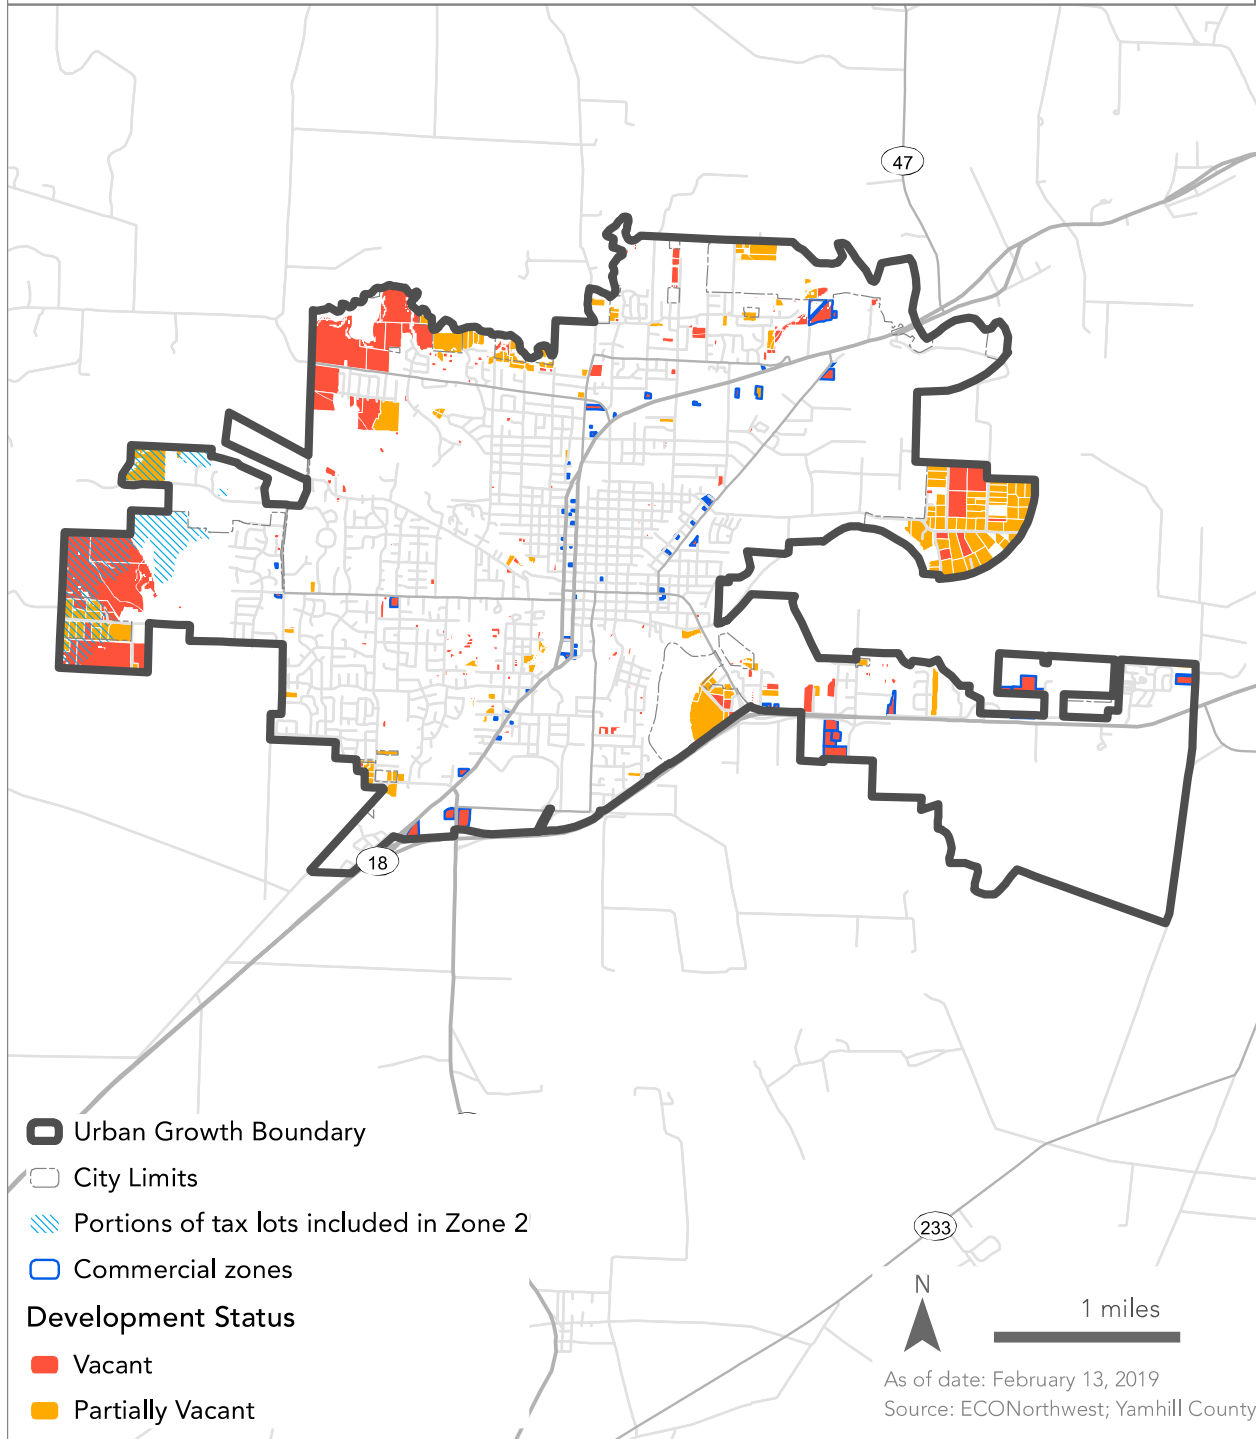 47
18
Urban Growth Boundary
City Limits
Portions of tax lots included in Zone 2
Commercial zones
Development Status
Vacant
Partially Vacant
233
N
1 miles
As of date: February 13, 2019
Source: ECONorthwest; Yamhill County